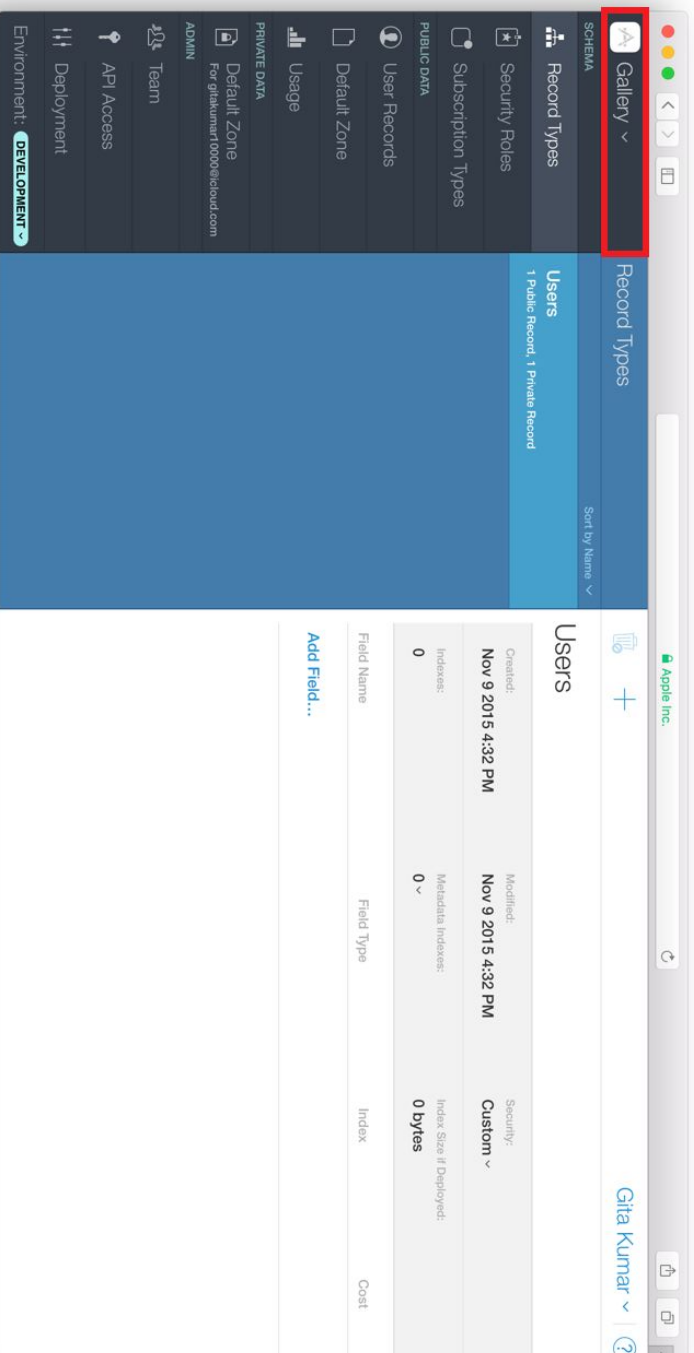 Apple Inc.
Gallery
Record Types
Gita Kumar
?
SCHEMA
Record Types
Security Roles
Subscription Types
PUBLIC DATA
User Records
Default Zone
Usage
PRIVATE DATA
Default Zone
For gitakumar10000@icloud.com
ADMIN
Team
API Access
Deployment
Environment: DEVELOPMENT
Sort by Name
Users
1 Public Record, 1 Private Record
Users
Created: Modified: Security:
Nov 9 2015 4:32 PM Nov 9 2015 4:32 PM Custom
Indexes: Metadata Indexes: Index Size if Deployed:
0 0 0 bytes
Field Name Field Type Index Cost
Add Field...